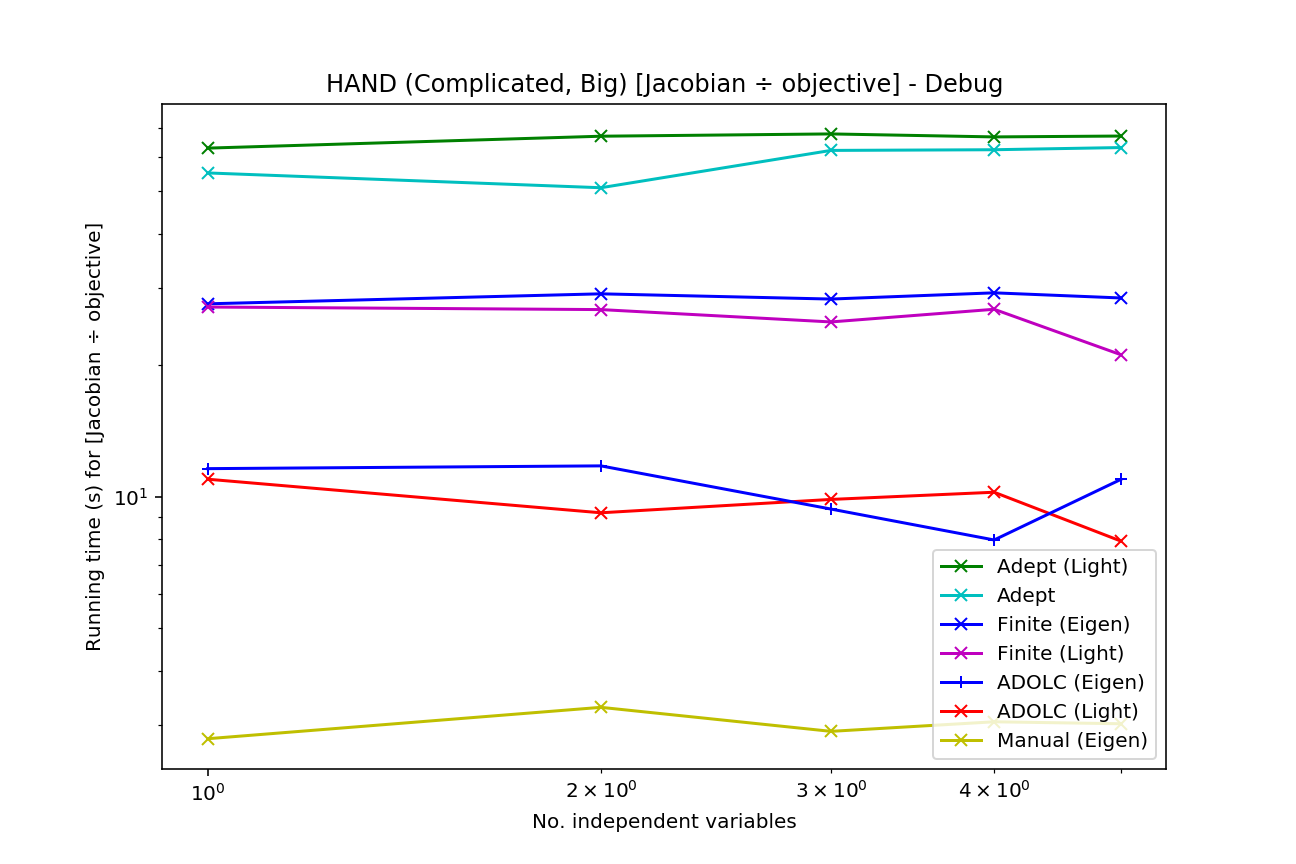 HAND (Complicated, Big) [Jacobian ÷ objective] - Debug
Running time (s) for [Jacobian ÷ objective]
10¹
Adept (Light)
Adept
Finite (Eigen)
Finite (Light)
ADOLC (Eigen)
ADOLC (Light)
Manual (Eigen)
10⁰ 2 × 10⁰ 3 × 10⁰ 4 × 10⁰
No. independent variables